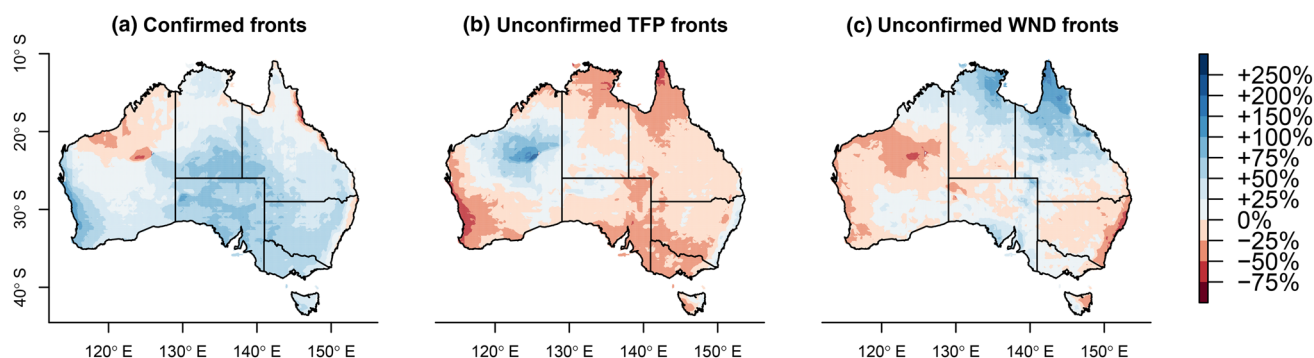 (a) Confirmed fronts
(b) Unconfirmed TFP fronts
(c) Unconfirmed WND fronts
10° S
20° S
30° S
40° S
120° E 130° E 140° E 150° E
120° E 130° E 140° E 150° E
120° E 130° E 140° E 150° E
+250%
+200%
+150%
+100%
+75%
+50%
+25%
0%
−25%
−50%
−75%